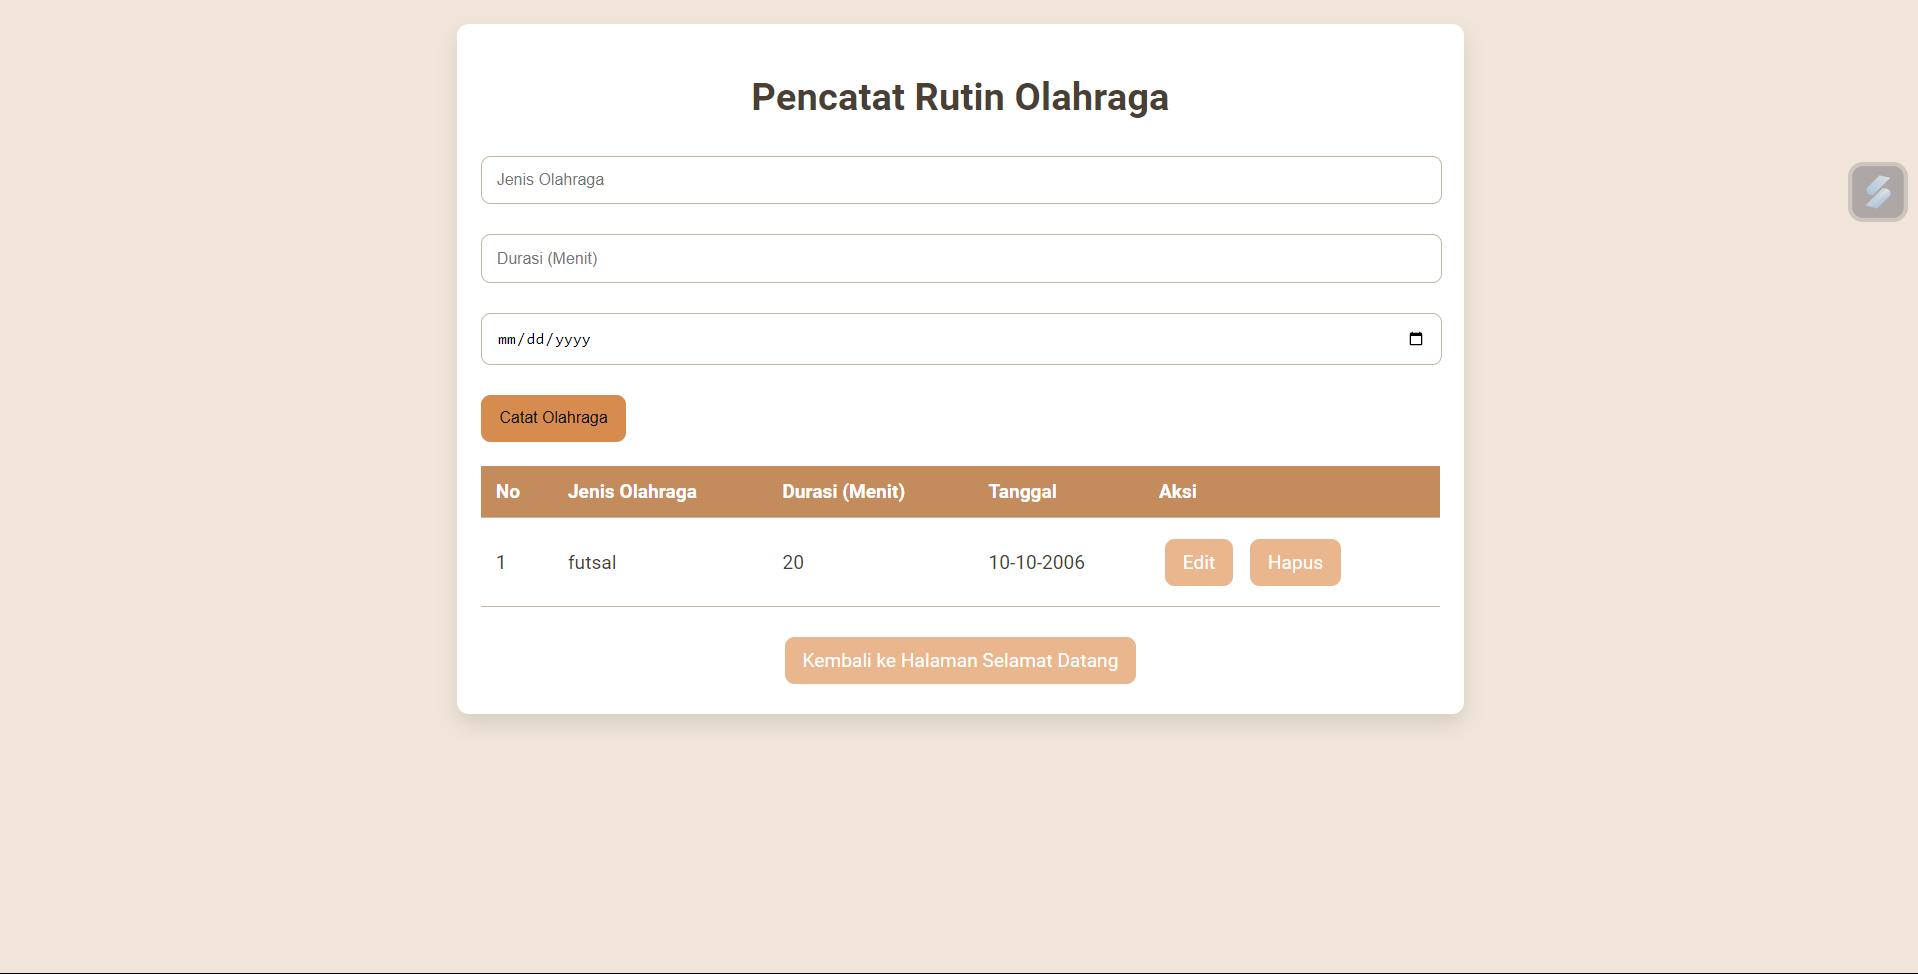 Pencatat Rutin Olahraga
Jenis Olahraga
Durasi (Menit)
mm/dd/yyyy
Catat Olahraga
No Jenis Olahraga Durasi (Menit) Tanggal Aksi
1 futsal 20 10-10-2006 Edit Hapus
Kembali ke Halaman Selamat Datang